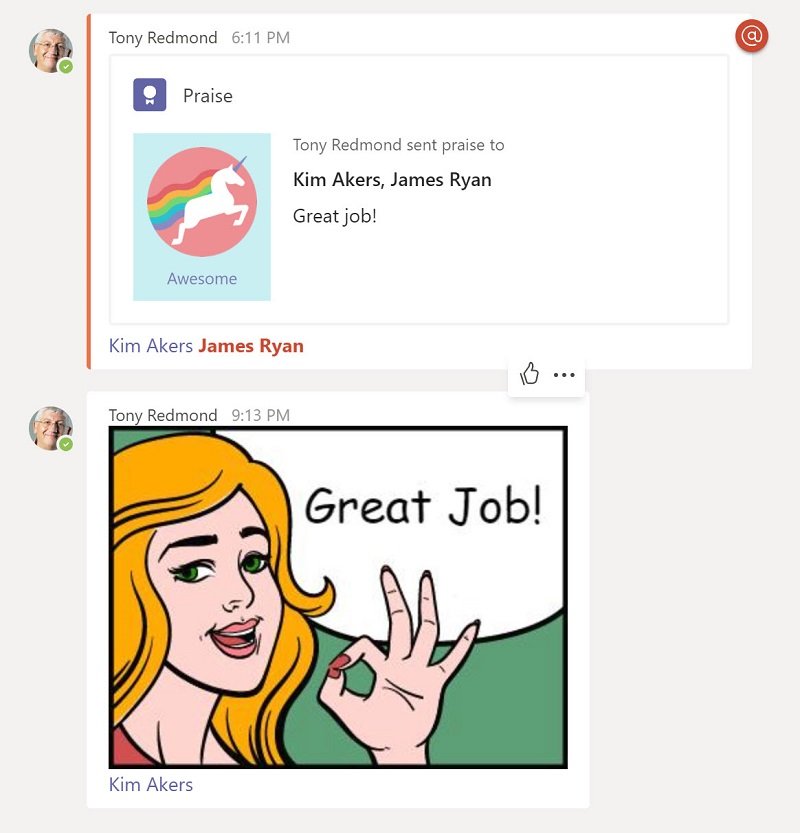 Tony Redmond 6:11 PM
@
Praise
Tony Redmond sent praise to
Kim Akers, James Ryan
Great job!
Awesome
Kim Akers James Ryan
Tony Redmond 9:13 PM
Great Job!
Kim Akers